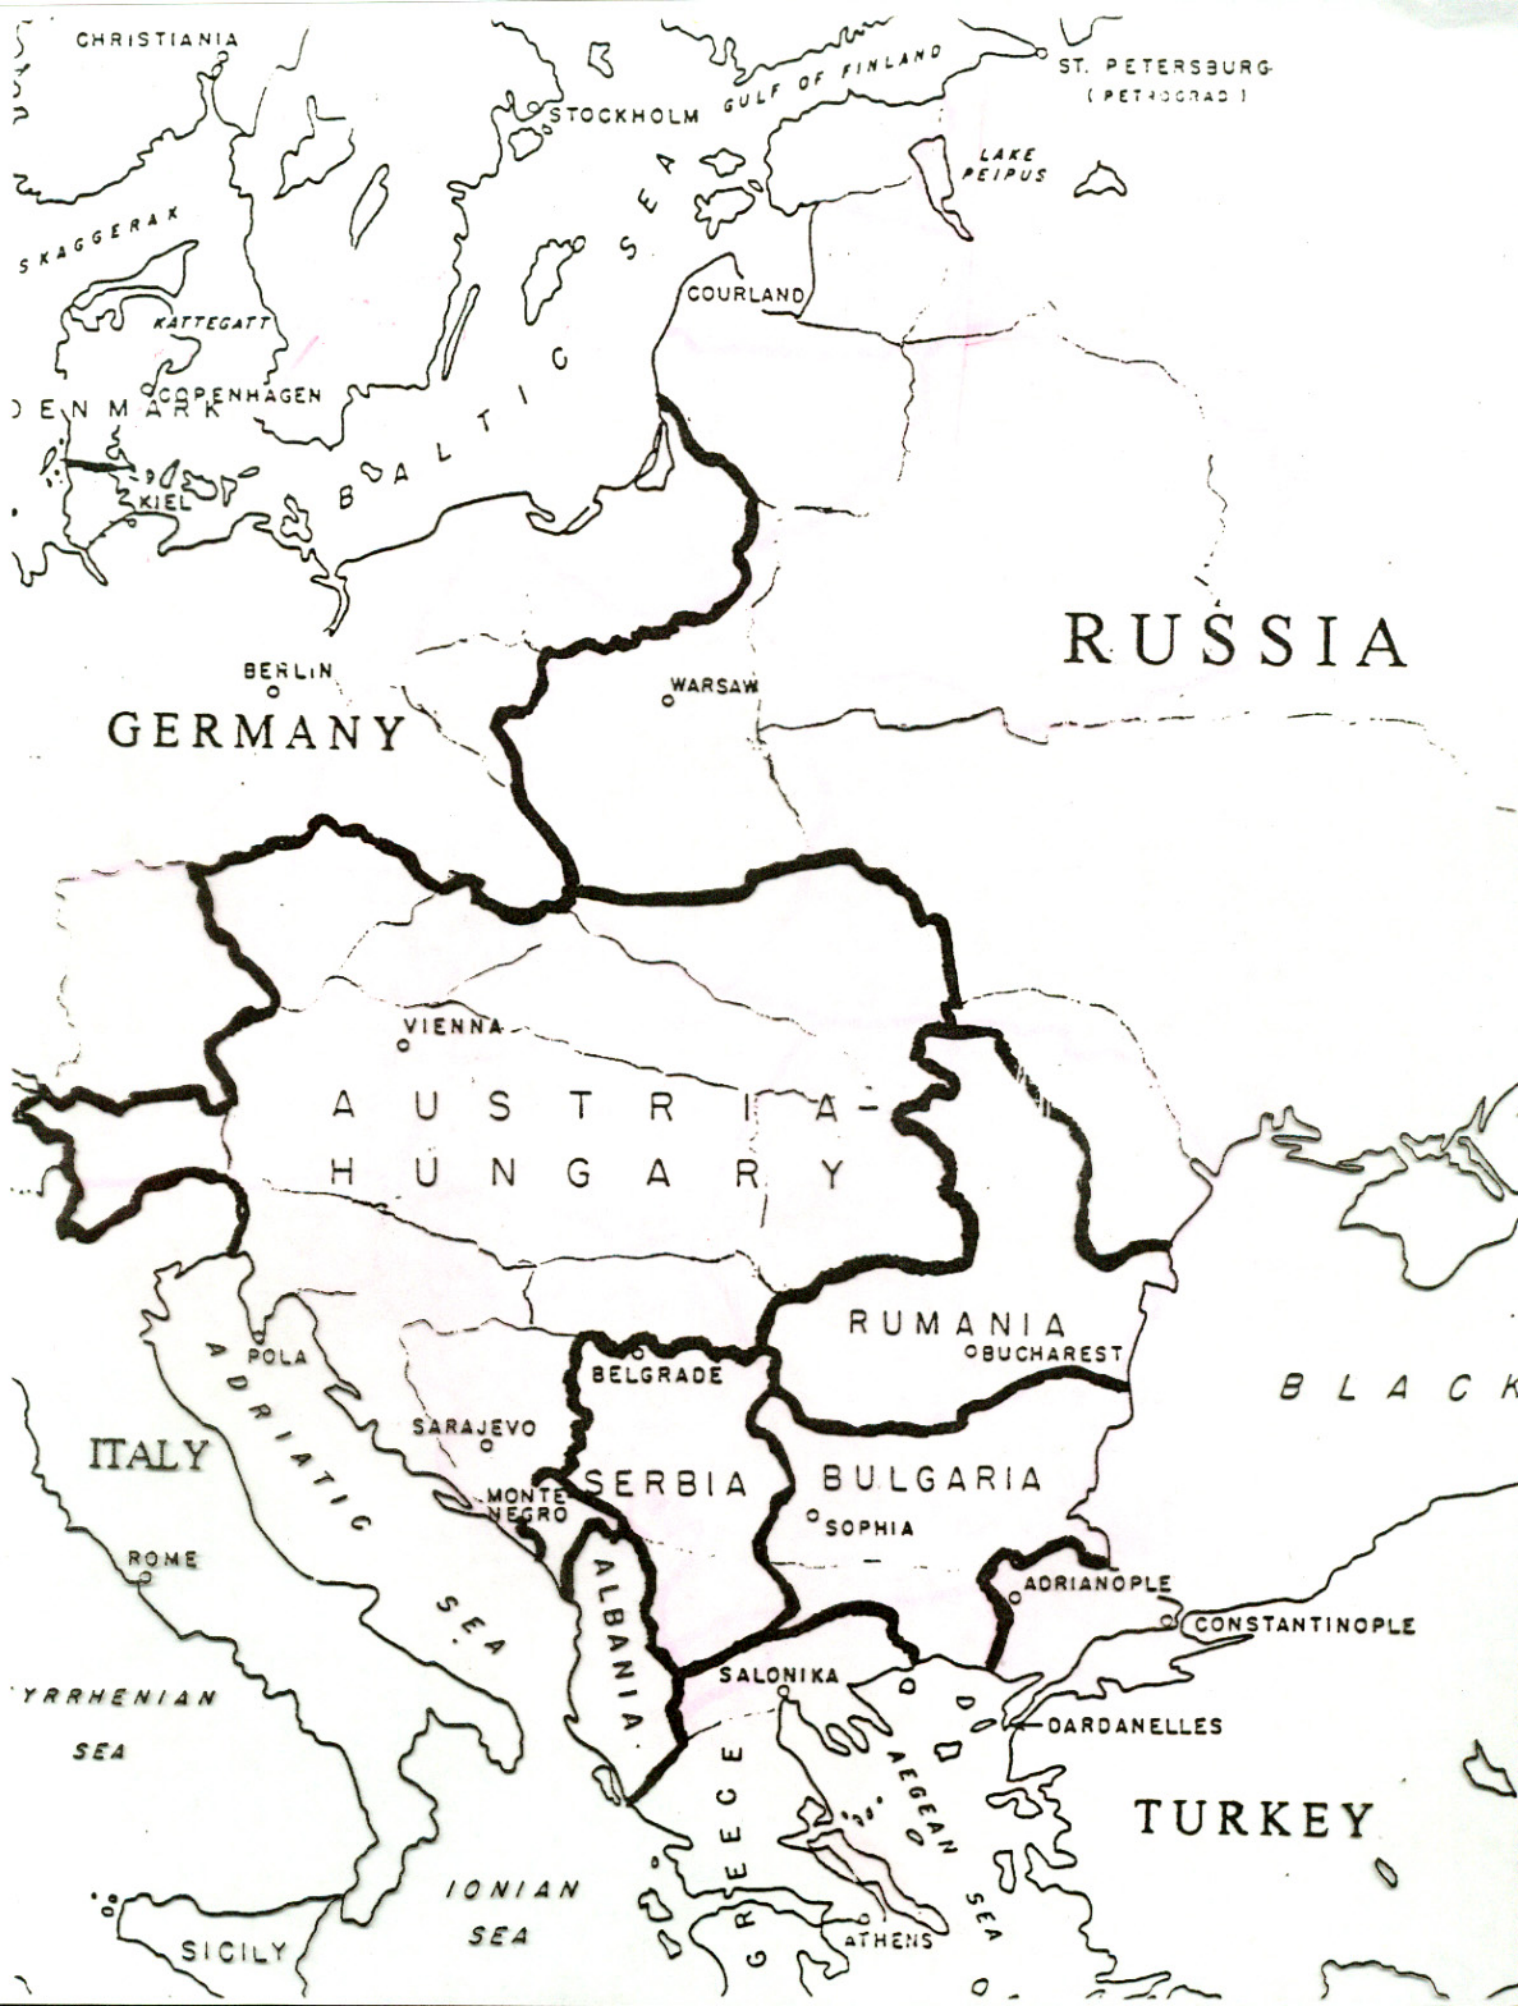 CHRISTIANIA
ST. PETERSBURG
(PETROGRAD)
GULF OF FINLAND
STOCKHOLM
LAKE
PEIPUS
SKAGGERAK
BALTIC SEA
COURLAND
KATTEGATT
COPENHAGEN
DENMARK
KIEL
RUSSIA
BERLIN
WARSAW
GERMANY
VIENNA
AUSTRIA-
HUNGARY
RUMANIA
BUCHAREST
POLA
BELGRADE
BLACK
ADRIATIC SEA
SARAJEVO
ITALY
SERBIA
BULGARIA
MONTE-
NEGRO
SOPHIA
ROME
ALBANIA
ADRIANOPLE
CONSTANTINOPLE
SALONIKA
YRRHENIAN
SEA
DARDANELLES
AEGEAN SEA
GREECE
TURKEY
IONIAN
SEA
ATHENS
SICILY